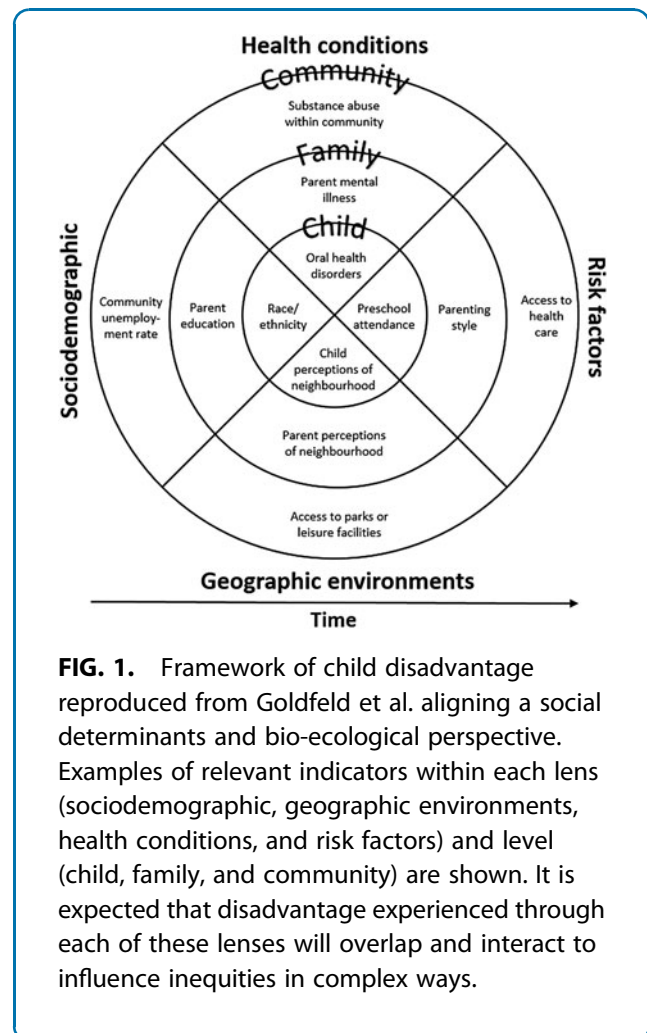 Health conditions
Community
Substance abuse
within community
Family
Parent mental
illness
Child
Oral health
disorders
Sociodemographic
Community
unemploy-
ment rate
Parent
education
Race/
ethnicity
Preschool
attendance
Parenting
style
Access to
health
care
Risk factors
Child
perceptions of
neighbourhood
Parent perceptions
of neighbourhood
Access to parks or
leisure facilities
Geographic environments
Time
FIG. 1. Framework of child disadvantage
reproduced from Goldfeld et al. aligning a social
determinants and bio-ecological perspective.
Examples of relevant indicators within each lens
(sociodemographic, geographic environments,
health conditions, and risk factors) and level
(child, family, and community) are shown. It is
expected that disadvantage experienced through
each of these lenses will overlap and interact to
influence inequities in complex ways.